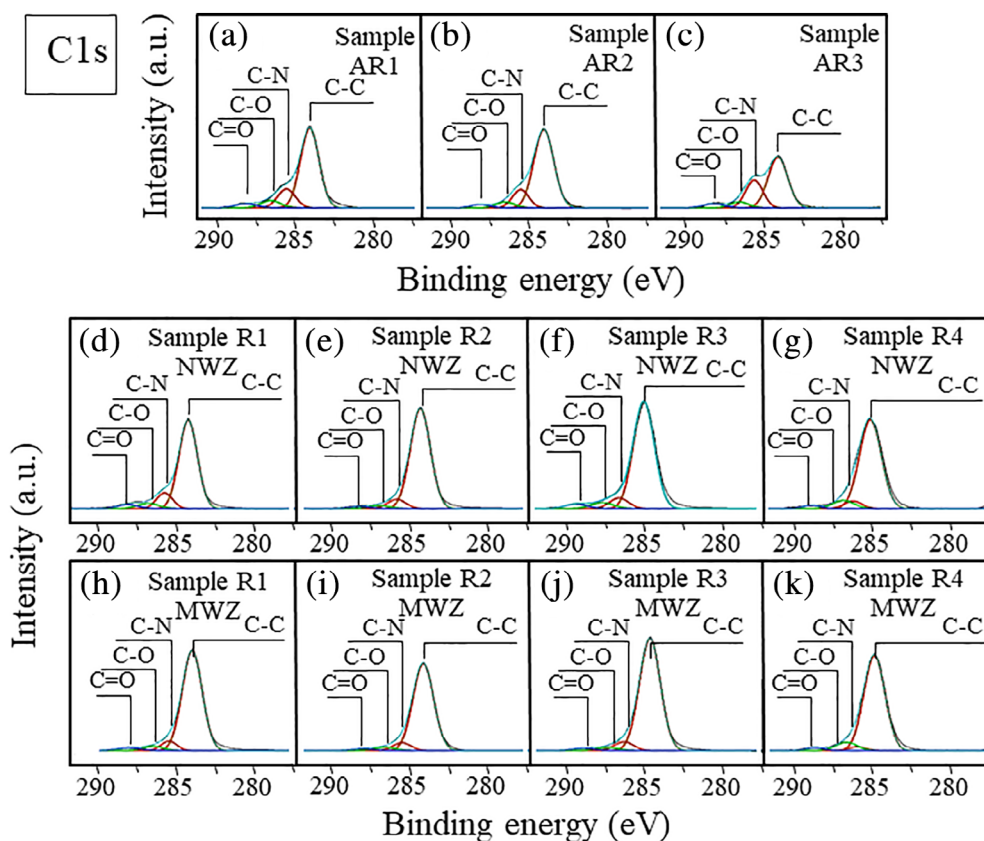 C1s
(a) Sample
AR1
C-N
C-O
C=O
C-C
(b) Sample
AR2
C-N
C-O
C=O
C-C
(c) Sample
AR3
C-N
C-O
C=O
C-C
Intensity (a.u.)
290 285 280
290 285 280
290 285 280
Binding energy (eV)
(d) Sample R1
NWZ
C-N C-C
C-O
C=O
(e) Sample R2
NWZ
C-N C-C
C-O
C=O
(f) Sample R3
NWZ
C-N C-C
C-O
C=O
(g) Sample R4
NWZ
C-N C-C
C-O
C=O
290 285 280
290 285 280
290 285 280
290 285 280
Intensity (a.u.)
(h) Sample R1
MWZ
C-N C-C
C-O
C=O
(i) Sample R2
MWZ
C-N C-C
C-O
C=O
(j) Sample R3
MWZ
C-N C-C
C-O
C=O
(k) Sample R4
MWZ
C-N C-C
C-O
C=O
290 285 280
290 285 280
290 285 280
290 285 280
Binding energy (eV)